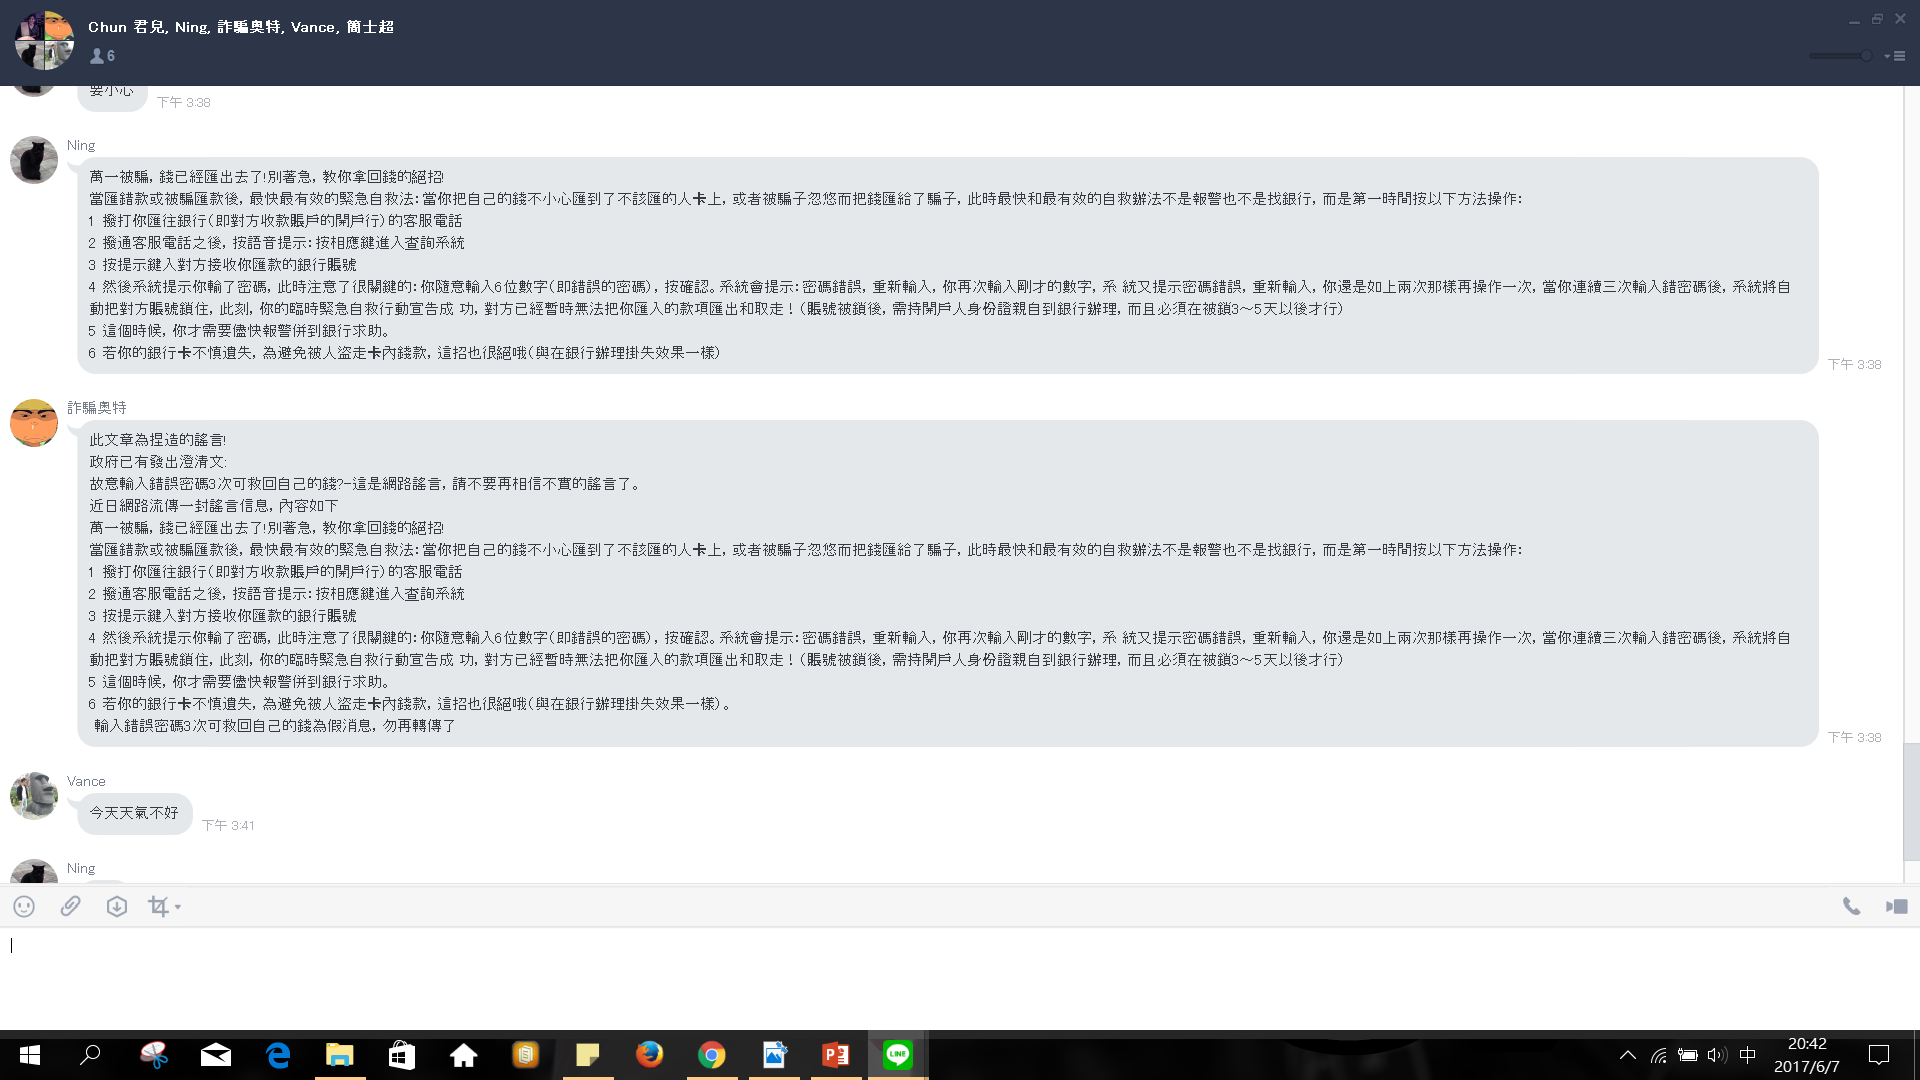 Chun 君兒, Ning, 詐騙奧特, Vance, 簡士超
6
要小心
下午 3:38
Ning
萬一被騙, 錢已經匯出去了!別著急, 教你拿回錢的絕招!
當匯錯款或被騙匯款後, 最快最有效的緊急自救法:當你把自己的錢不小心匯到了不該匯的人卡上, 或者被騙子忽悠而把錢匯給了騙子, 此時最快和最有效的自救辦法不是報警也不是找銀行, 而是第一時間按以下方法操作:
1 撥打你匯往銀行(即對方收款賬戶的開戶行)的客服電話
2 撥通客服電話之後, 按語音提示:按相應鍵進入查詢系統
3 按提示鍵入對方接收你匯款的銀行賬號
4 然後系統提示你輸了密碼, 此時注意了很關鍵的:你隨意輸入6位數字(即錯誤的密碼), 按確認。系統會提示:密碼錯誤, 重新輸入, 你再次輸入剛才的數字, 系 統又提示密碼錯誤, 重新輸入, 你還是如上兩次那樣再操作一次, 當你連續三次輸入錯密碼後, 系統將自
動把對方賬號鎖住, 此刻, 你的臨時緊急自救行動宣告成 功, 對方已經暫時無法把你匯入的款項匯出和取走!(賬號被鎖後, 需持開戶人身份證親自到銀行辦理, 而且必須在被鎖3～5天以後才行)
5 這個時候, 你才需要儘快報警併到銀行求助。
6 若你的銀行卡不慎遺失, 為避免被人盜走卡內錢款, 這招也很絕哦(與在銀行辦理掛失效果一樣)
下午 3:38
詐騙奧特
此文章為捏造的謠言!
政府已有發出澄清文:
故意輸入錯誤密碼3次可救回自己的錢?-這是網路謠言, 請不要再相信不實的謠言了。
近日網路流傳一封謠言信息, 內容如下
萬一被騙, 錢已經匯出去了!別著急, 教你拿回錢的絕招!
當匯錯款或被騙匯款後, 最快最有效的緊急自救法:當你把自己的錢不小心匯到了不該匯的人卡上, 或者被騙子忽悠而把錢匯給了騙子, 此時最快和最有效的自救辦法不是報警也不是找銀行, 而是第一時間按以下方法操作:
1 撥打你匯往銀行(即對方收款賬戶的開戶行)的客服電話
2 撥通客服電話之後, 按語音提示:按相應鍵進入查詢系統
3 按提示鍵入對方接收你匯款的銀行賬號
4 然後系統提示你輸了密碼, 此時注意了很關鍵的:你隨意輸入6位數字(即錯誤的密碼), 按確認。系統會提示:密碼錯誤, 重新輸入, 你再次輸入剛才的數字, 系 統又提示密碼錯誤, 重新輸入, 你還是如上兩次那樣再操作一次, 當你連續三次輸入錯密碼後, 系統將自
動把對方賬號鎖住, 此刻, 你的臨時緊急自救行動宣告成 功, 對方已經暫時無法把你匯入的款項匯出和取走!(賬號被鎖後, 需持開戶人身份證親自到銀行辦理, 而且必須在被鎖3～5天以後才行)
5 這個時候, 你才需要儘快報警併到銀行求助。
6 若你的銀行卡不慎遺失, 為避免被人盜走卡內錢款, 這招也很絕哦(與在銀行辦理掛失效果一樣)。
輸入錯誤密碼3次可救回自己的錢為假消息, 勿再轉傳了
下午 3:38
Vance
今天天氣不好
下午 3:41
Ning
LINE
中
20:42
2017/6/7